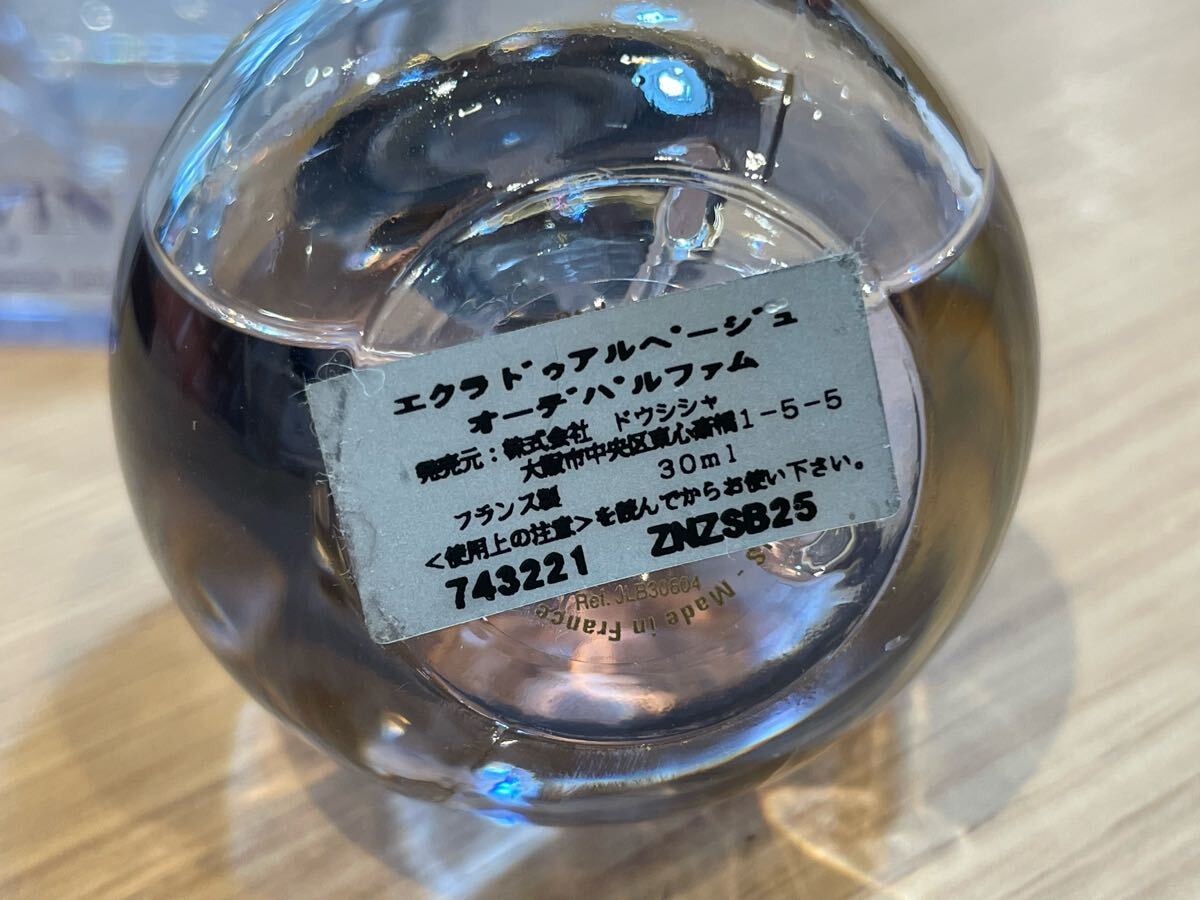 エクラドゥアルページュ
オーデパルファム
発売元：株式会社 ドウシシャ
大阪市中央区東心斎橋１−５−５
フランス製 30ml
<使用上の注意>を読んでからお使い下さい。
743221 ZNZSB25
Ref. JLB30604
S - Made in France
VIN